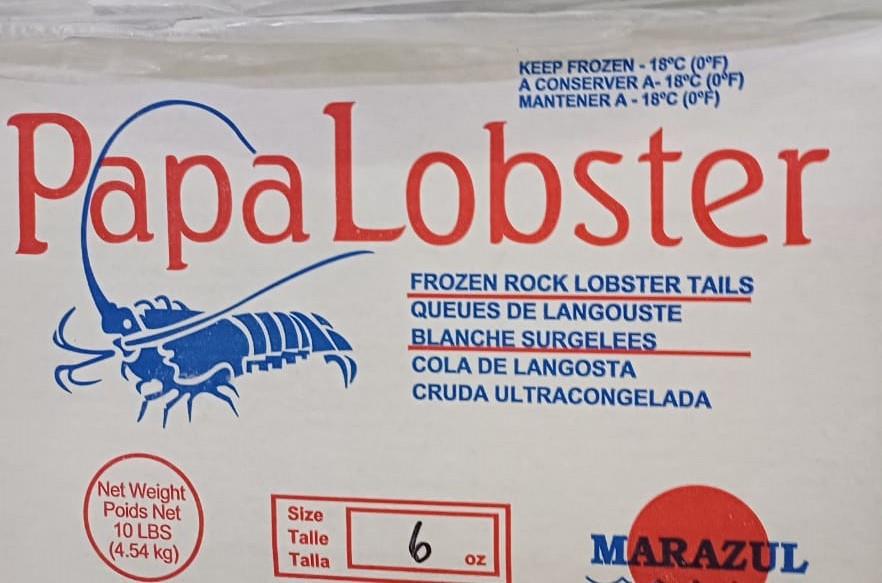 KEEP FROZEN - 18ºC (0ºF)
A CONSERVER A- 18ºC (0ºF)
MANTENER A - 18ºC (0ºF)
Papa Lobster
FROZEN ROCK LOBSTER TAILS
QUEUES DE LANGOUSTE
BLANCHE SURGELEES
COLA DE LANGOSTA
CRUDA ULTRACONGELADA
Net Weight
Poids Net
10 LBS
(4.54 kg)
Size
Talle
Talla
6 oz
MARAZUL